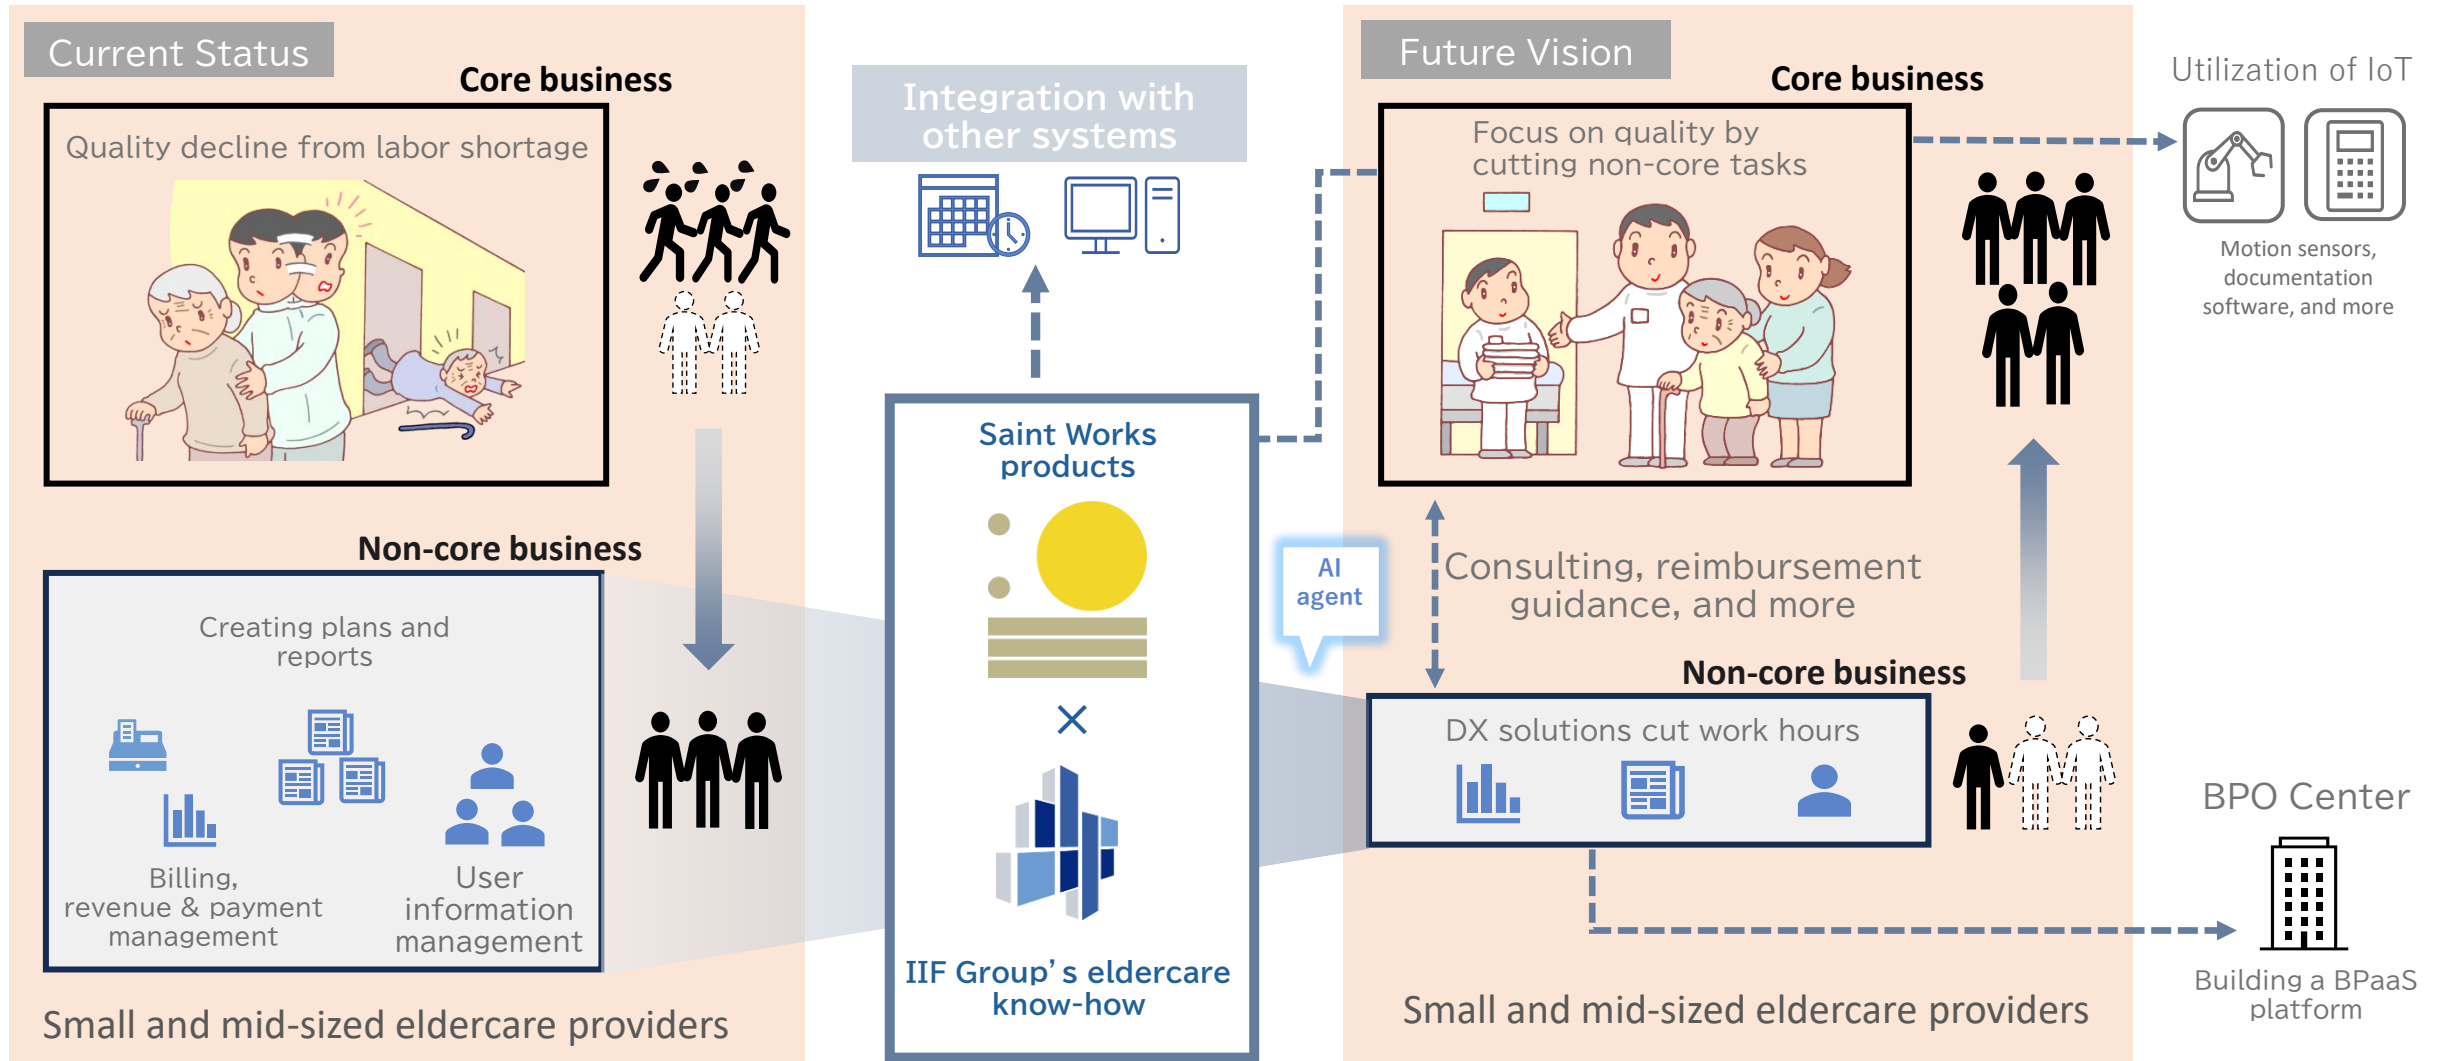 Current Status
Core business
Quality decline from labor shortage
Non-core business
Creating plans and
reports
Billing,
revenue & payment
management
User
information
management
Small and mid-sized eldercare providers
Integration with
other systems
Saint Works
products
×
IIF Group's eldercare
know-how
AI
agent
Future Vision
Core business
Focus on quality by
cutting non-core tasks
Consulting, reimbursement
guidance, and more
Non-core business
DX solutions cut work hours
Small and mid-sized eldercare providers
Utilization of IoT
Motion sensors,
documentation
software, and more
BPO Center
Building a BPaaS
platform